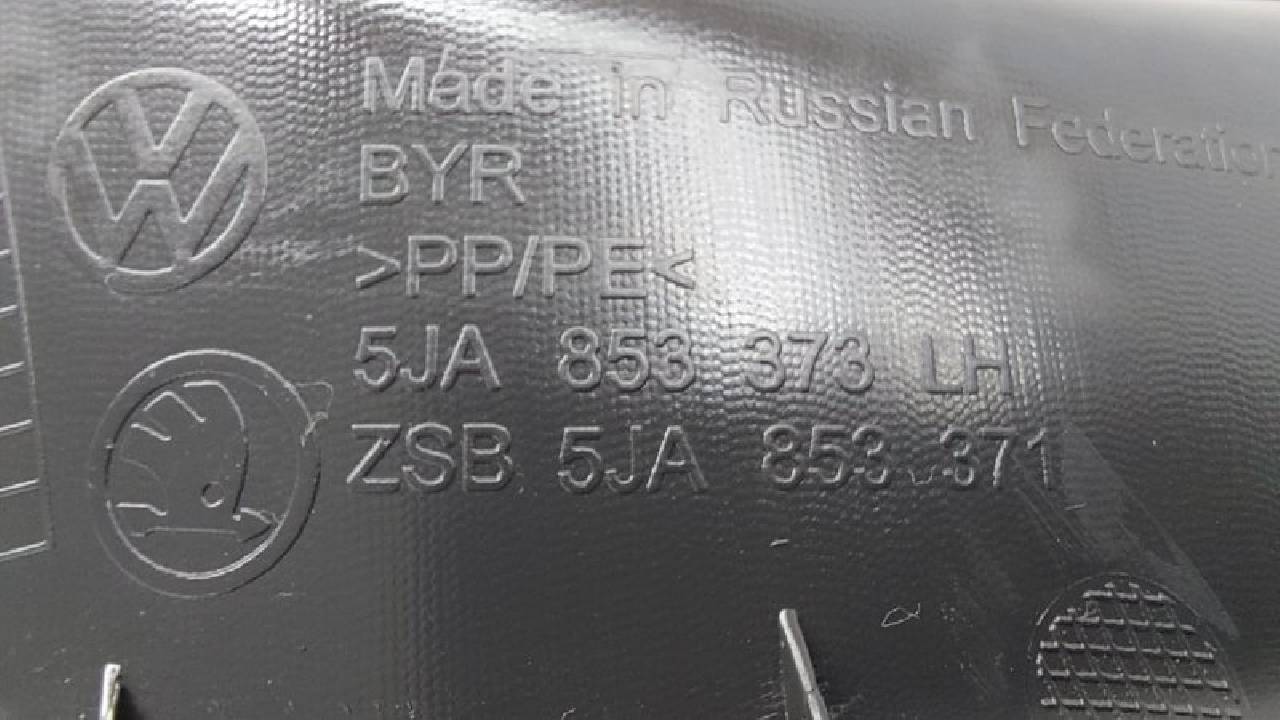 Made in Russian Federation
BYR
>PP/PE<
5JA 853 373 LH
ZSB 5JA 853 371